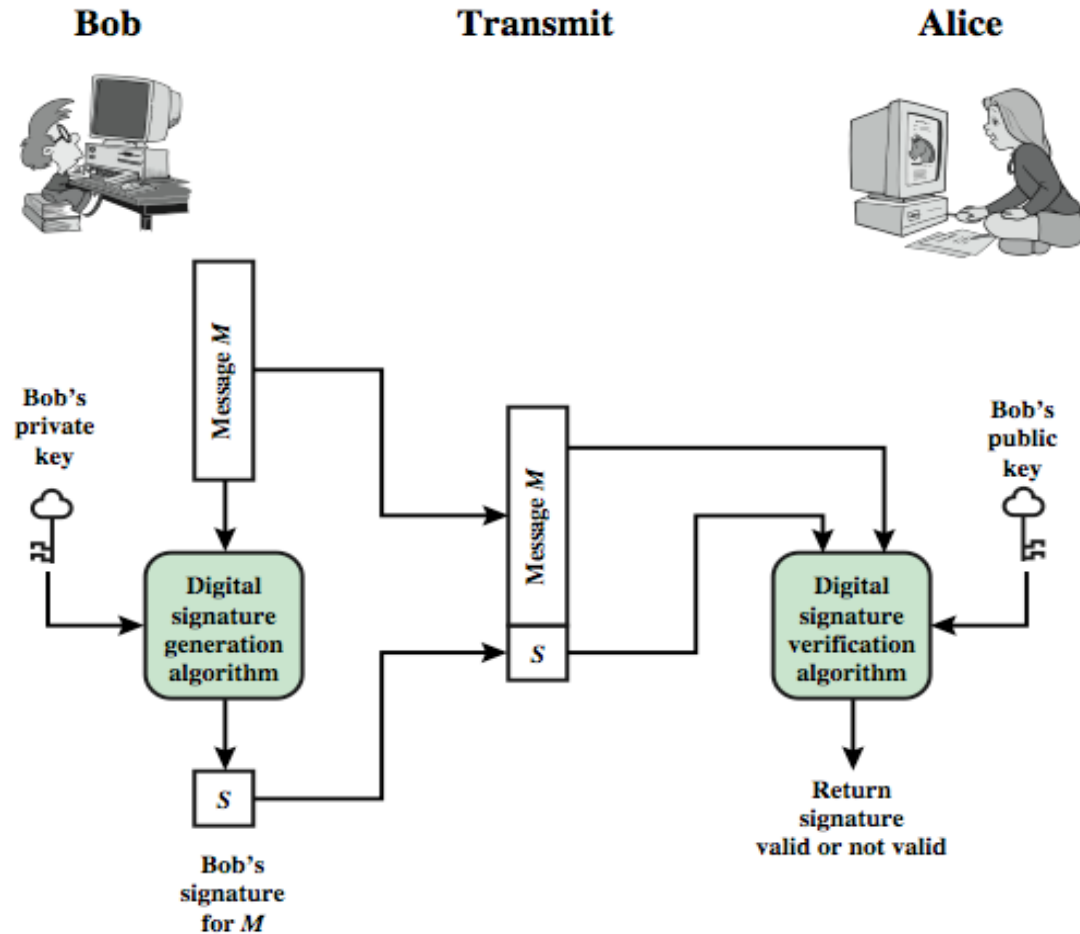 Bob
Transmit
Alice
Message M
Bob's
private
key
Message M
S
Bob's
public
key
Digital
signature
generation
algorithm
Digital
signature
verification
algorithm
S
Bob's
signature
for M
Return
signature
valid or not valid